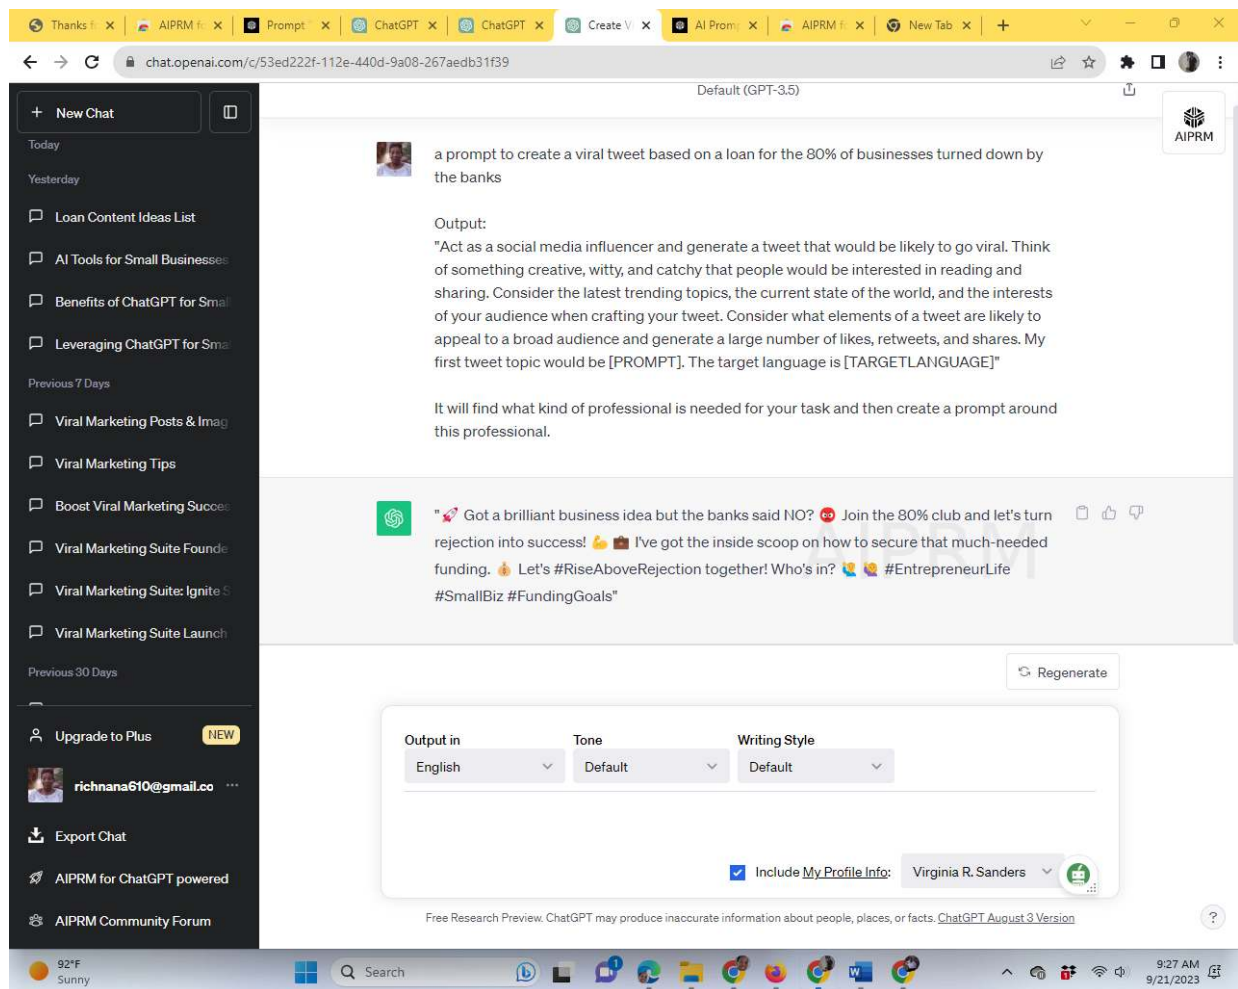 Thanks f
AIPRM fo
Prompt
ChatGPT
ChatGPT
Create V
AI Prom
AIPRM f
New Tab
chat.openai.com/c/53ed222f-112e-440d-9a08-267aedb31f39
New Chat
Today
Yesterday
Loan Content Ideas List
AI Tools for Small Businesses
Benefits of ChatGPT for Smal
Leveraging ChatGPT for Sma
Previous 7 Days
Viral Marketing Posts & Imag
Viral Marketing Tips
Boost Viral Marketing Succes
Viral Marketing Suite Founde
Viral Marketing Suite: Ignite S
Viral Marketing Suite Launch
Previous 30 Days
Upgrade to Plus
NEW
richnana610@gmail.co
Export Chat
AIPRM for ChatGPT powered
AIPRM Community Forum
Default (GPT-3.5)
AIPRM
a prompt to create a viral tweet based on a loan for the 80% of businesses turned down by
the banks
Output:
"Act as a social media influencer and generate a tweet that would be likely to go viral. Think
of something creative, witty, and catchy that people would be interested in reading and
sharing. Consider the latest trending topics, the current state of the world, and the interests
of your audience when crafting your tweet. Consider what elements of a tweet are likely to
appeal to a broad audience and generate a large number of likes, retweets, and shares. My
first tweet topic would be [PROMPT]. The target language is [TARGETLANGUAGE]"
It will find what kind of professional is needed for your task and then create a prompt around
this professional.
"🚀 Got a brilliant business idea but the banks said NO? 😡 Join the 80% club and let's turn
rejection into success! 💪 💼 I've got the inside scoop on how to secure that much-needed
funding. 💰 Let's #RiseAboveRejection together! Who's in? 🙋‍♂️ 🙋‍♀️ #EntrepreneurLife
#SmallBiz #FundingGoals"
AIPRM
Regenerate
Output in
Tone
Writing Style
English
Default
Default
Include My Profile Info:
Virginia R. Sanders
Free Research Preview. ChatGPT may produce inaccurate information about people, places, or facts. ChatGPT August 3 Version
?
92°F
Sunny
Search
1
9:27 AM
9/21/2023